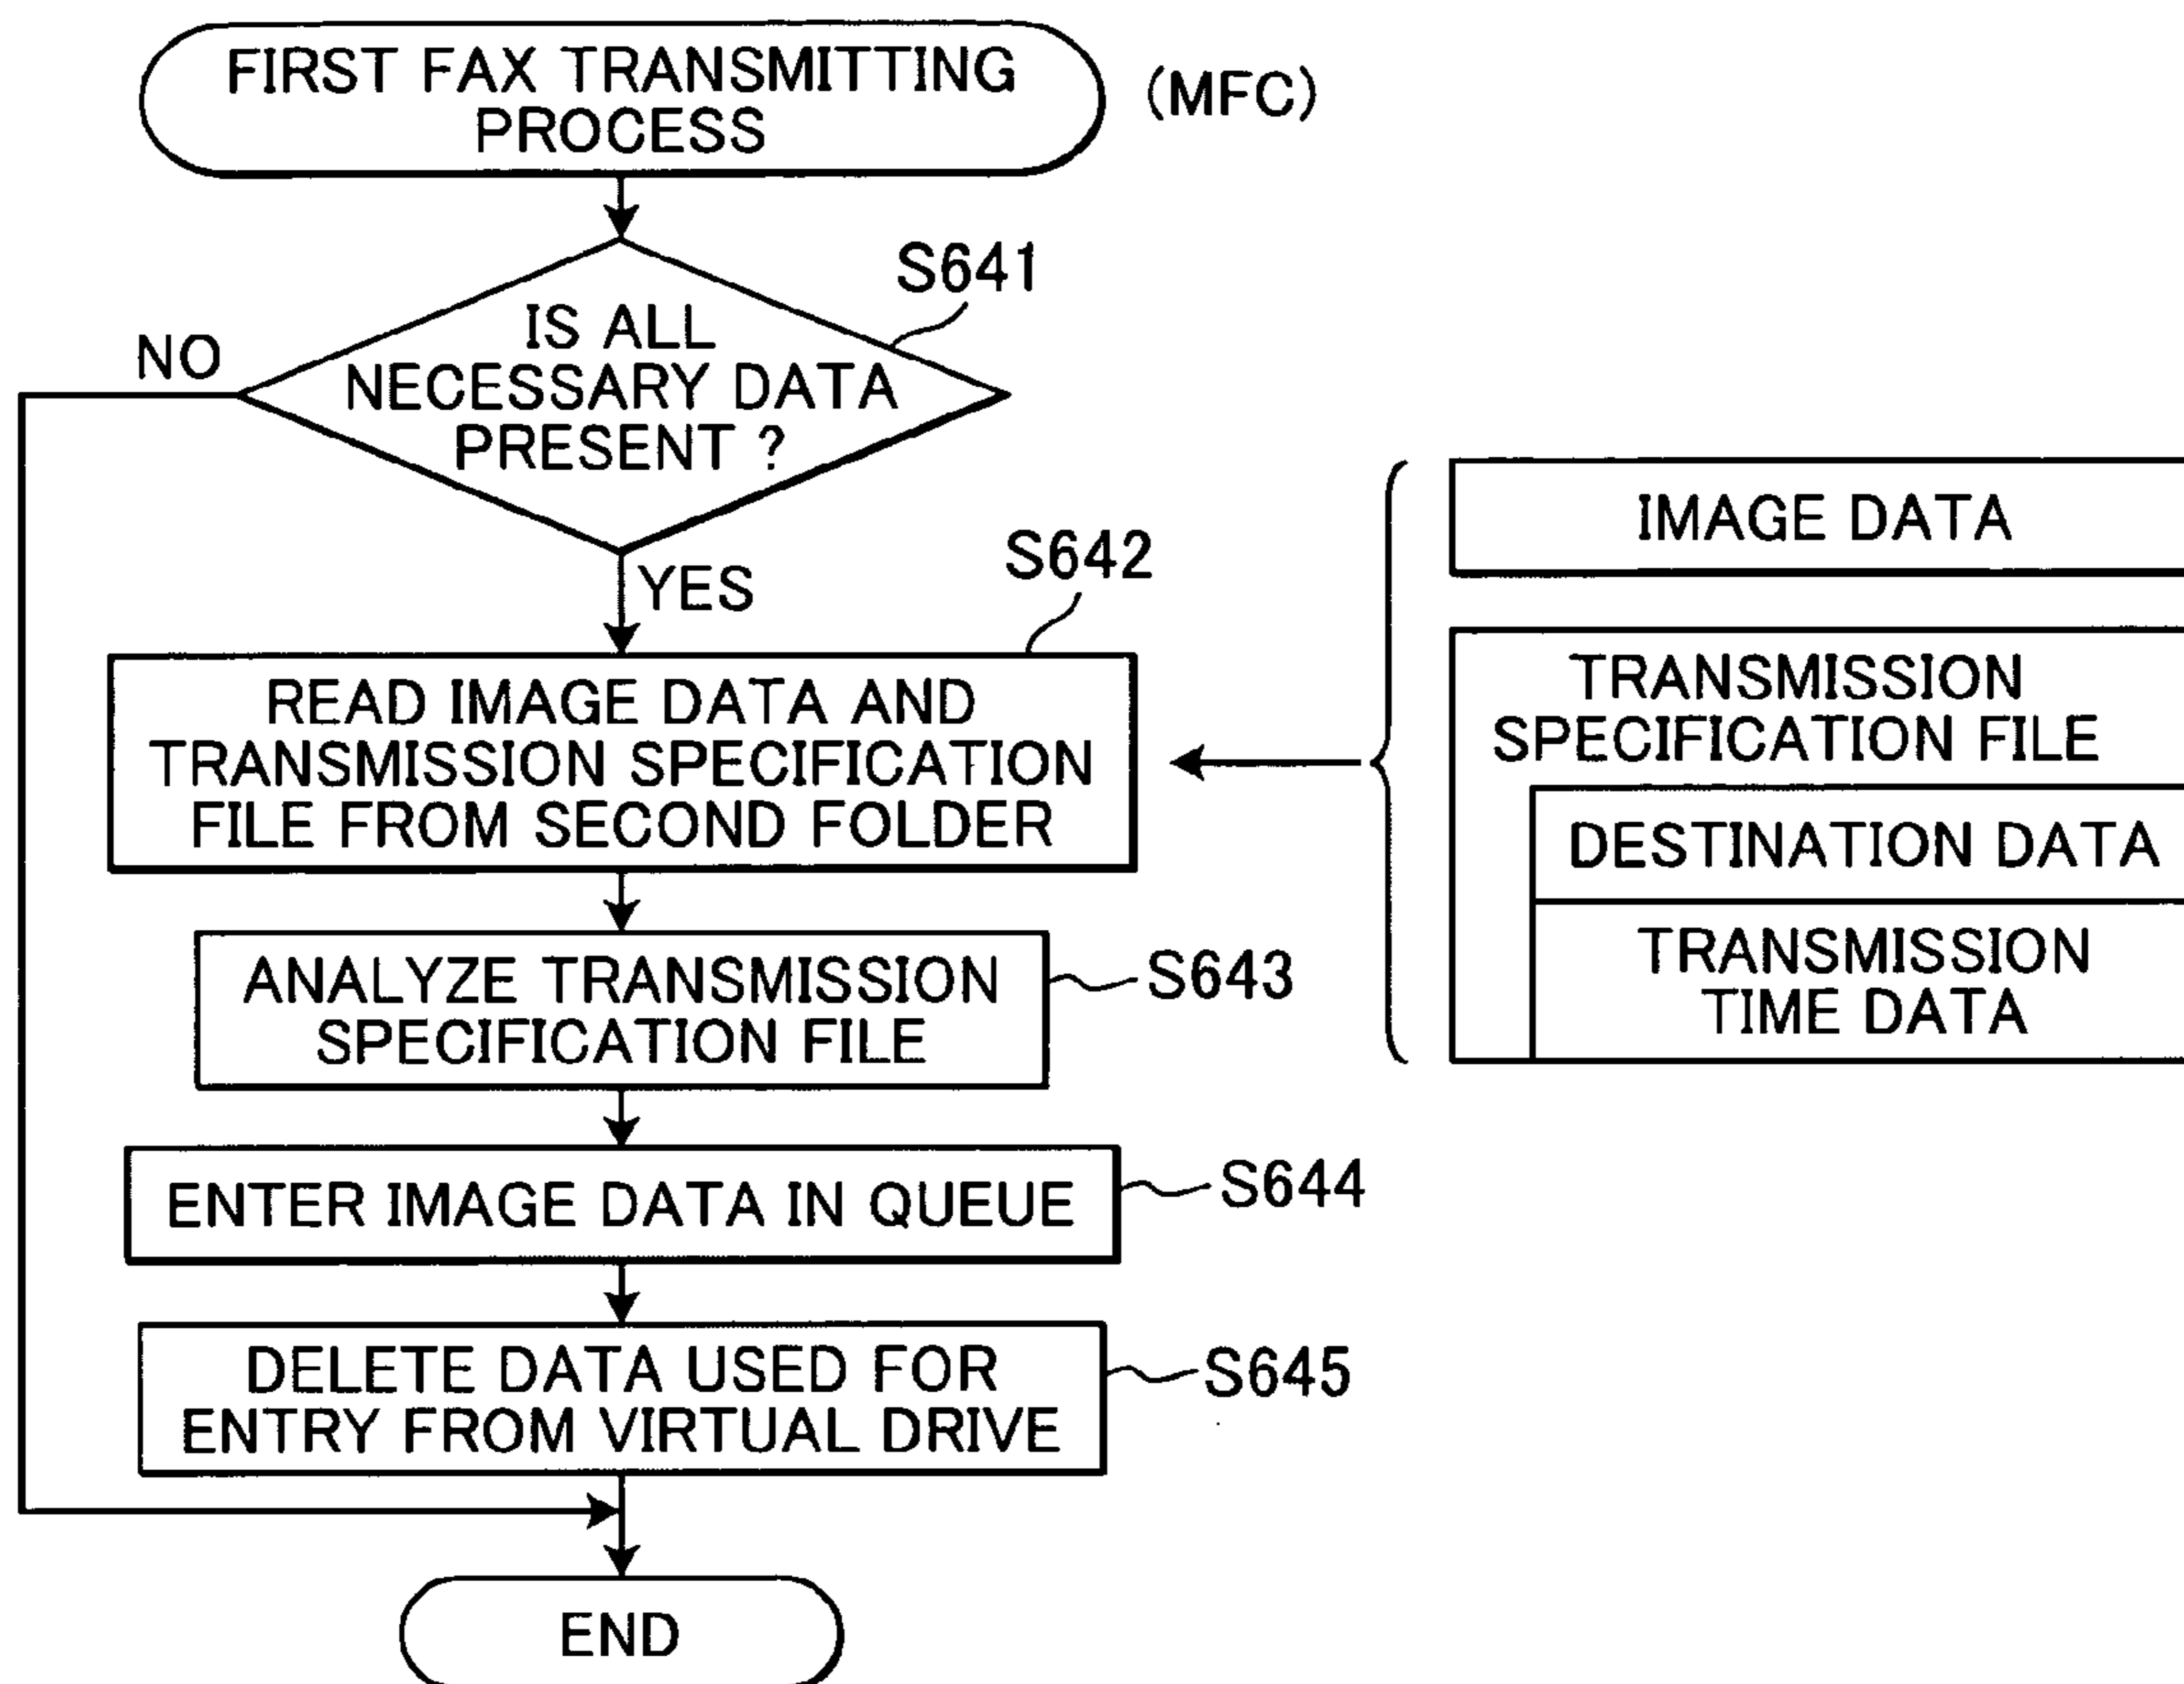 FIRST FAX TRANSMITTING
PROCESS
(MFC)
S641
IS ALL
NECESSARY DATA
PRESENT ?
NO
YES
S642
READ IMAGE DATA AND
TRANSMISSION SPECIFICATION
FILE FROM SECOND FOLDER
IMAGE DATA
TRANSMISSION
SPECIFICATION FILE
DESTINATION DATA
TRANSMISSION
TIME DATA
ANALYZE TRANSMISSION
SPECIFICATION FILE
S643
ENTER IMAGE DATA IN QUEUE
S644
DELETE DATA USED FOR
ENTRY FROM VIRTUAL DRIVE
S645
END